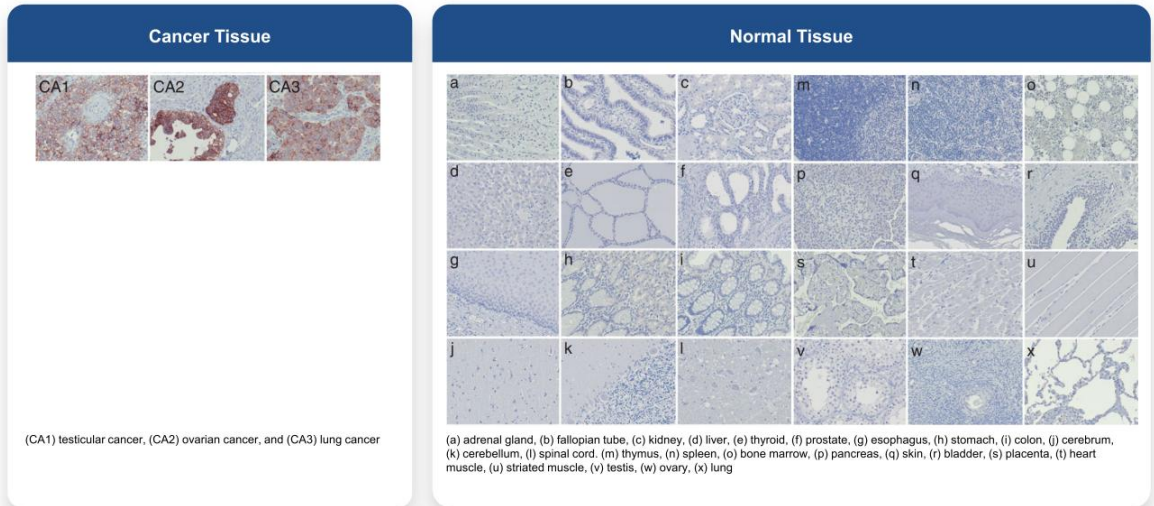 Cancer Tissue
CA1 CA2 CA3
(CA1) testicular cancer, (CA2) ovarian cancer, and (CA3) lung cancer
Normal Tissue
a b c m n o
d e f p q r
g h i s t u
j k l v w x
(a) adrenal gland, (b) fallopian tube, (c) kidney, (d) liver, (e) thyroid, (f) prostate, (g) esophagus, (h) stomach, (i) colon, (j) cerebrum,
(k) cerebellum, (l) spinal cord. (m) thymus, (n) spleen, (o) bone marrow, (p) pancreas, (q) skin, (r) bladder, (s) placenta, (t) heart
muscle, (u) striated muscle, (v) testis, (w) ovary, (x) lung